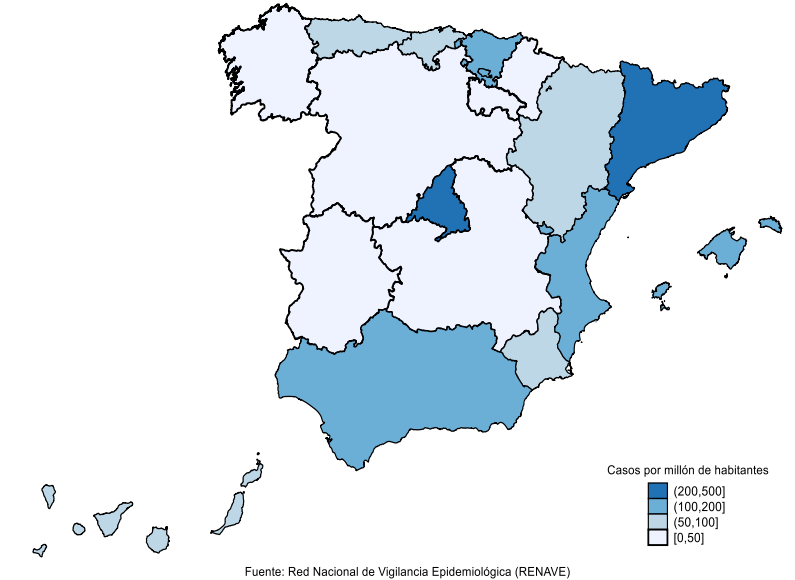 Casos por millón de habitantes
(200,500]
(100,200]
(50,100]
[0,50]
Fuente: Red Nacional de Vigilancia Epidemiológica (RENAVE)